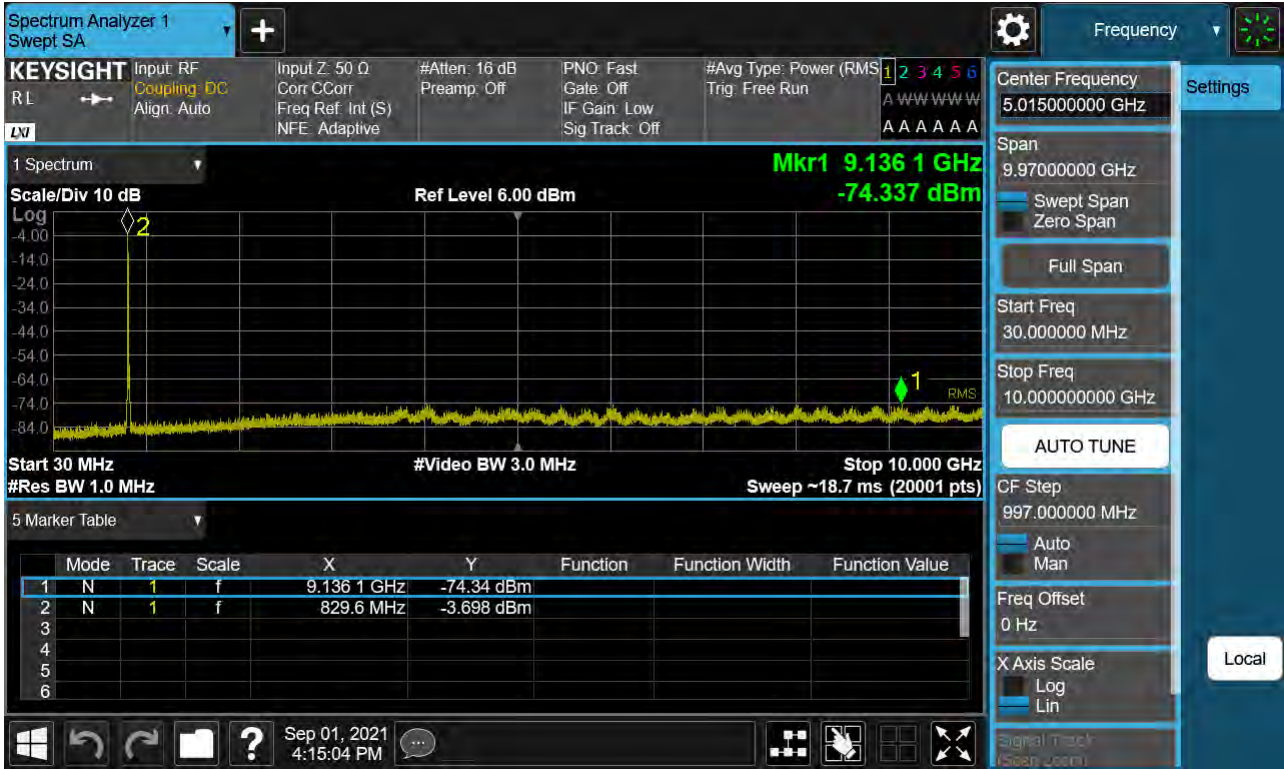 Spectrum Analyzer 1
Swept SA
+
Frequency
KEYSIGHT
RL
LXI
Input: RF
Coupling: DC
Align: Auto
Input Z: 50 Ω
Corr CCorr
Freq Ref: Int (S)
NFE: Adaptive
#Atten: 16 dB
Preamp: Off
PNO: Fast
Gate: Off
IF Gain: Low
Sig Track: Off
#Avg Type: Power (RMS
Trig: Free Run
1 2 3 4 5 6
A W W W W W
A A A A A A
1 Spectrum
Mkr1 9.136 1 GHz
-74.337 dBm
Scale/Div 10 dB
Ref Level 6.00 dBm
Log
-4.00
-14.0
-24.0
-34.0
-44.0
-54.0
-64.0
-74.0
-84.0
2
1
RMS
Start 30 MHz
#Video BW 3.0 MHz
Stop 10.000 GHz
#Res BW 1.0 MHz
Sweep ~18.7 ms (20001 pts)
5 Marker Table
Mode Trace Scale X Y Function Function Width Function Value
1 N 1 f 9.136 1 GHz -74.34 dBm
2 N 1 f 829.6 MHz -3.698 dBm
3
4
5
6
Sep 01, 2021
4:15:04 PM
?
Center Frequency
5.015000000 GHz
Span
9.97000000 GHz
Swept Span
Zero Span
Full Span
Start Freq
30.000000 MHz
Stop Freq
10.000000000 GHz
AUTO TUNE
CF Step
997.000000 MHz
Auto
Man
Freq Offset
0 Hz
X Axis Scale
Log
Lin
Signal Track
(Span Zoom)
Settings
Local